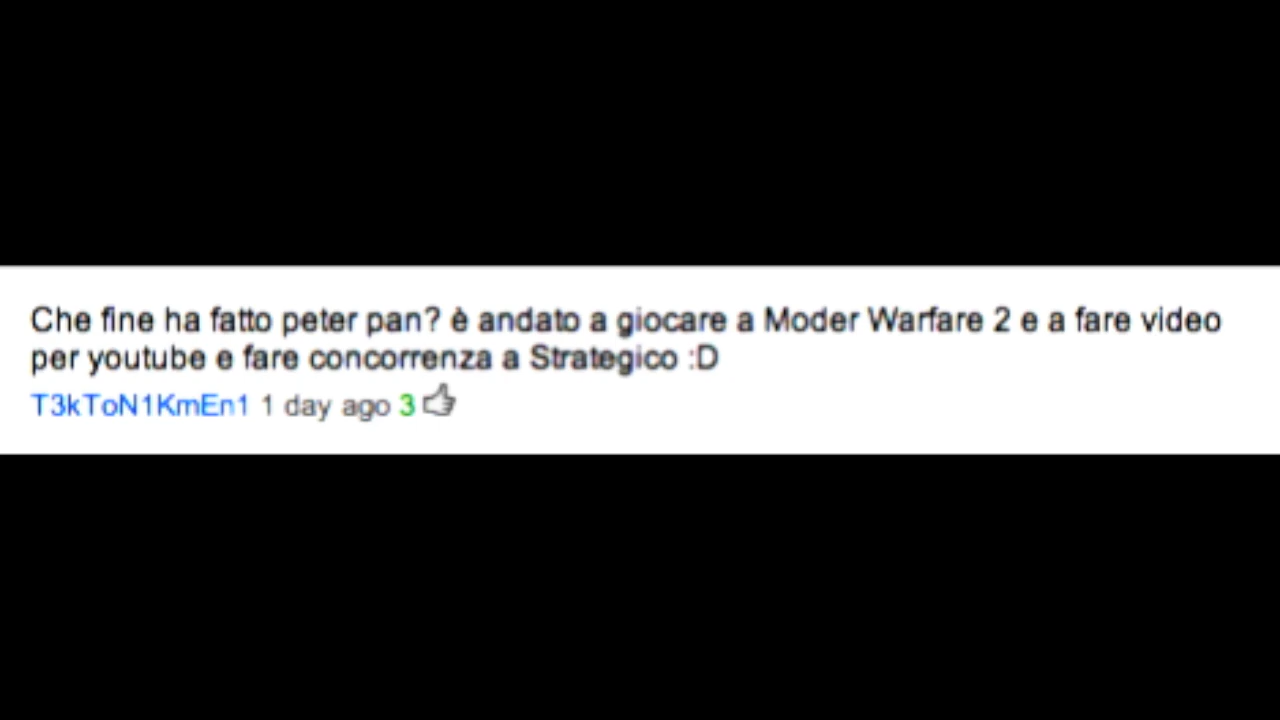 Che fine ha fatto peter pan? è andato a giocare a Moder Warfare 2 e a fare video
per youtube e fare concorrenza a Strategico :D
T3kToN1KmEn1 1 day ago 3